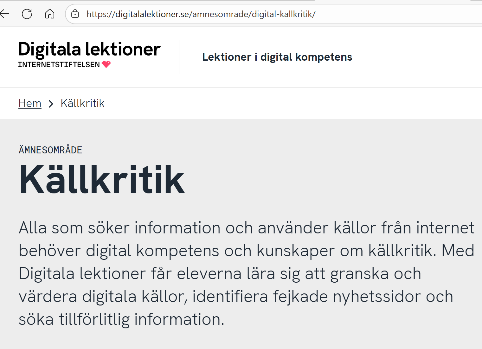 https://digitalalektioner.se/amnesomrade/digital-kallkritik/
Digitala lektioner
INTERNETSTIFTELSEN
Lektioner i digital kompetens
Hem > Källkritik
ÄMNESOMRÅDE
Källkritik
Alla som söker information och använder källor från internet
behöver digital kompetens och kunskaper om källkritik. Med
Digitala lektioner får eleverna lära sig att granska och
värdera digitala källor, identifiera fejkade nyhetssidor och
söka tillförlitlig information.